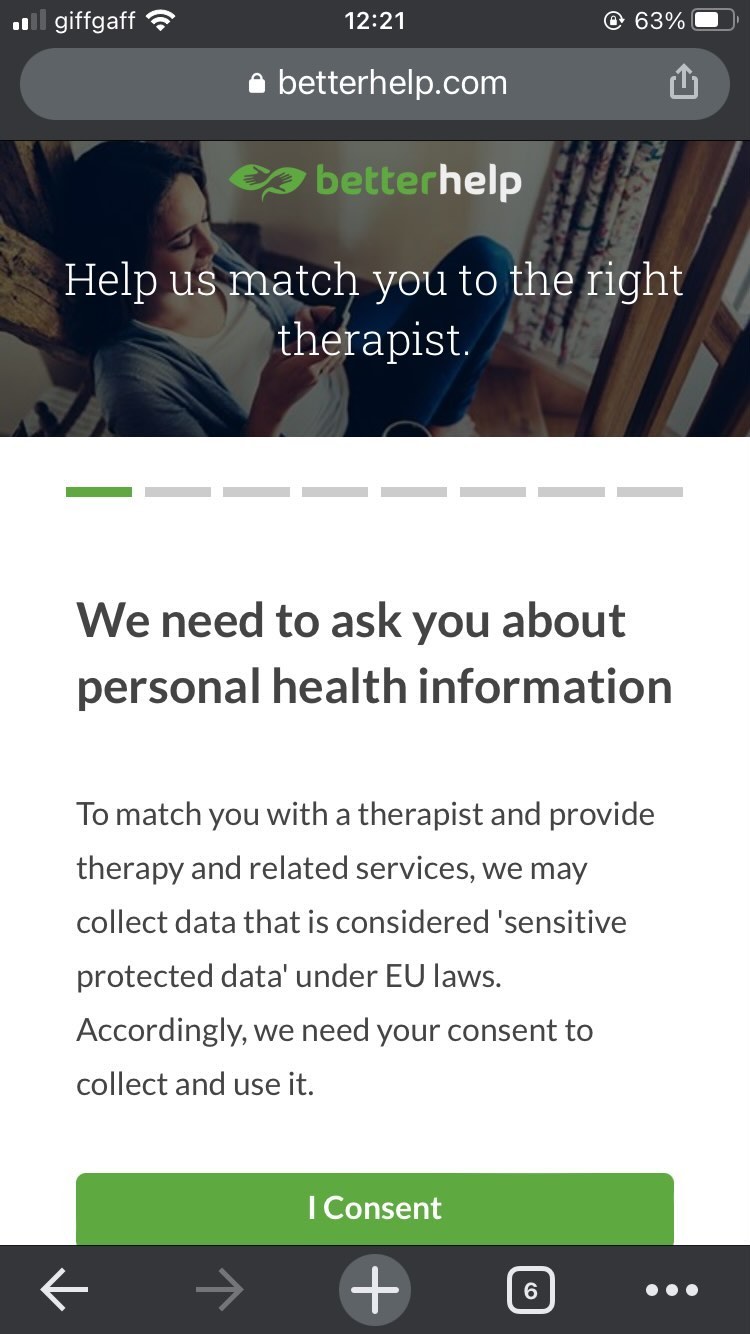 giffgaff 12:21 63%
betterhelp.com
betterhelp
Help us match you to the right
therapist.
We need to ask you about
personal health information
To match you with a therapist and provide
therapy and related services, we may
collect data that is considered 'sensitive
protected data' under EU laws.
Accordingly, we need your consent to
collect and use it.
I Consent
6